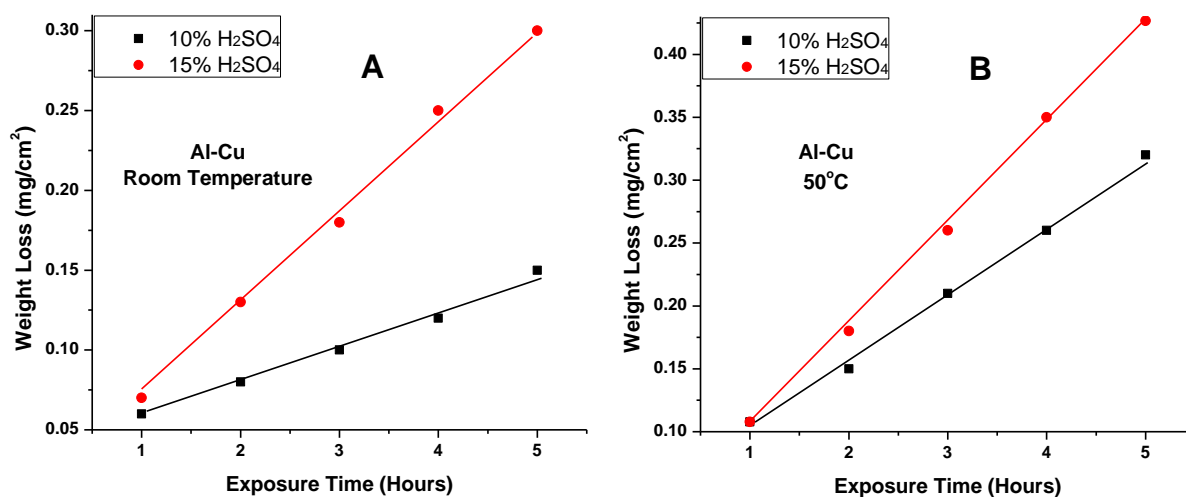 0.30
0.25
0.20
0.15
0.10
0.05
Weight Loss (mg/cm²)
10% H₂SO₄
15% H₂SO₄
A
Al-Cu
Room Temperature
1 2 3 4 5
Exposure Time (Hours)
0.40
0.35
0.30
0.25
0.20
0.15
0.10
Weight Loss (mg/cm²)
10% H₂SO₄
15% H₂SO₄
B
Al-Cu
50°C
1 2 3 4 5
Exposure Time (Hours)